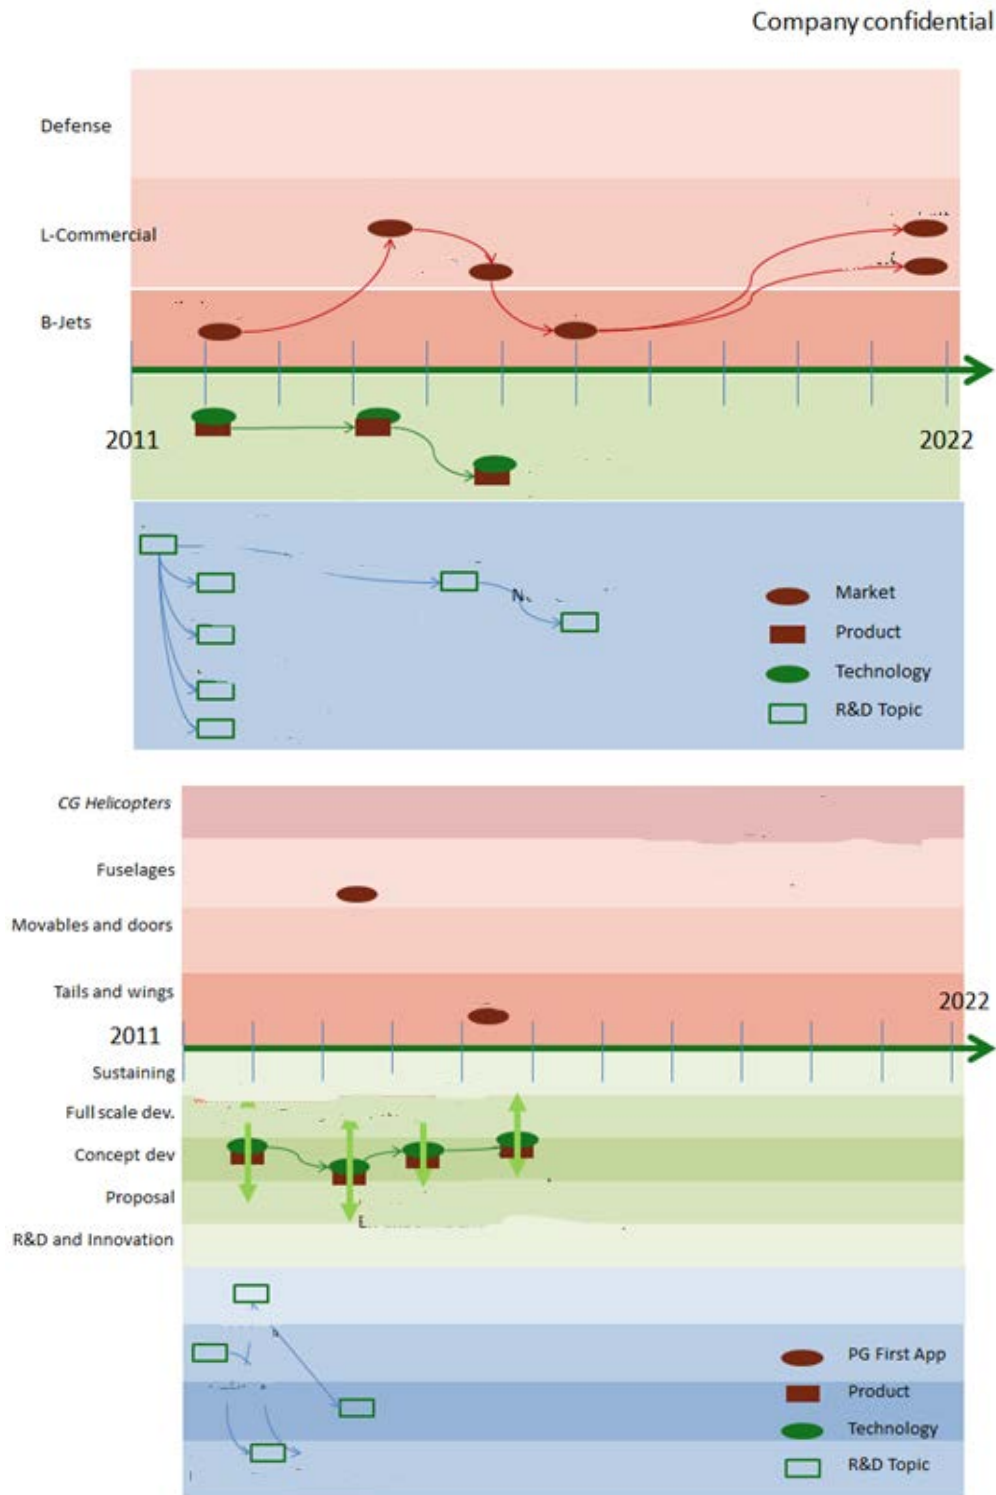 Company confidential
Defense
L-Commercial
B-Jets
2011
2022
N
Market
Product
Technology
R&D Topic
CG Helicopters
Fuselages
Movables and doors
Tails and wings
2022
2011
Sustaining
Full scale dev.
Concept dev
Proposal
E
R&D and Innovation
PG First App
Product
Technology
R&D Topic